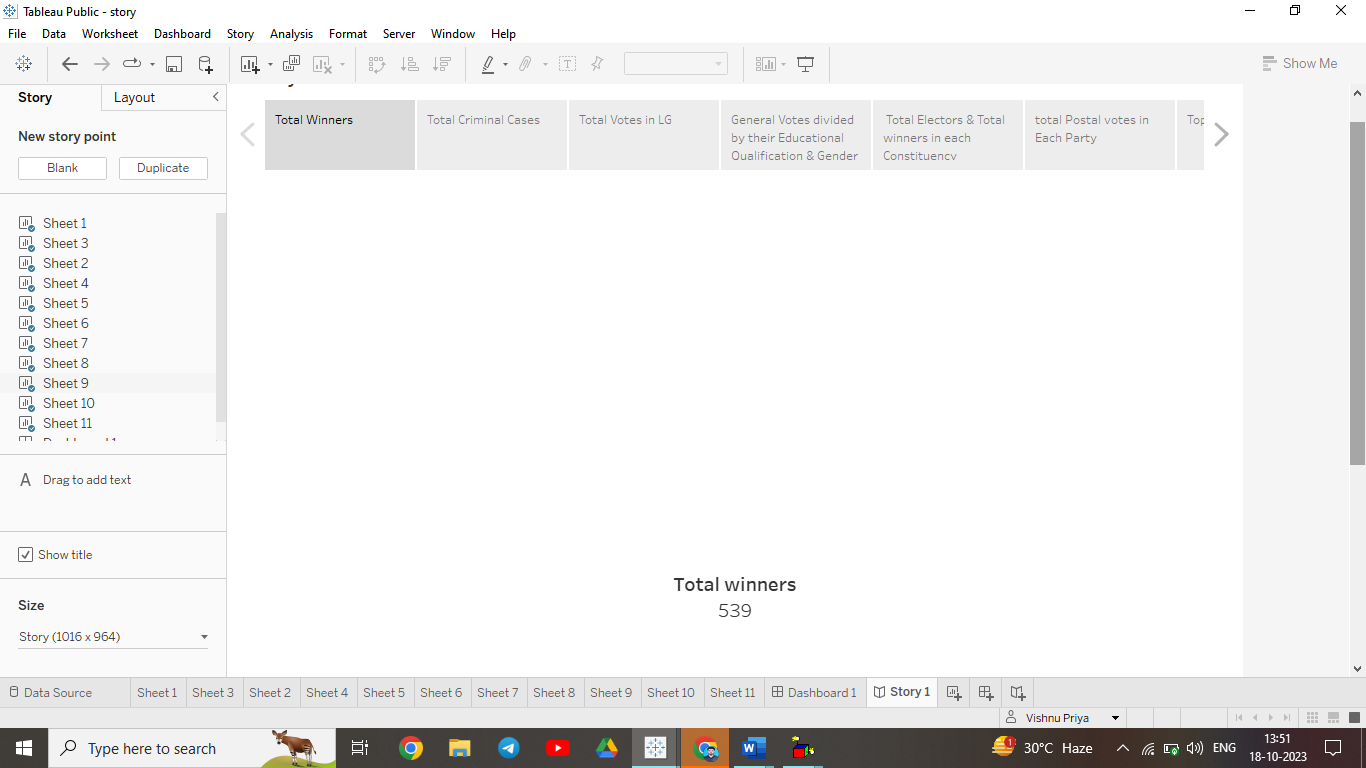 Tableau Public - story
File Data Worksheet Dashboard Story Analysis Format Server Window Help
Show Me
Story Layout
New story point
Blank Duplicate
Sheet 1
Sheet 3
Sheet 2
Sheet 4
Sheet 5
Sheet 6
Sheet 7
Sheet 8
Sheet 9
Sheet 10
Sheet 11
A Drag to add text
Show title
Size
Story (1016 x 964)
Total Winners
Total Criminal Cases
Total Votes in LG
General Votes divided
by their Educational
Qualification & Gender
Total Electors & Total
winners in each
Constituency
total Postal votes in
Each Party
Top
Total winners
539
Data Source Sheet 1 Sheet 3 Sheet 2 Sheet 4 Sheet 5 Sheet 6 Sheet 7 Sheet 8 Sheet 9 Sheet 10 Sheet 11 Dashboard 1 Story 1
Vishnu Priya
Type here to search
1 30°C Haze ENG 13:51
18-10-2023